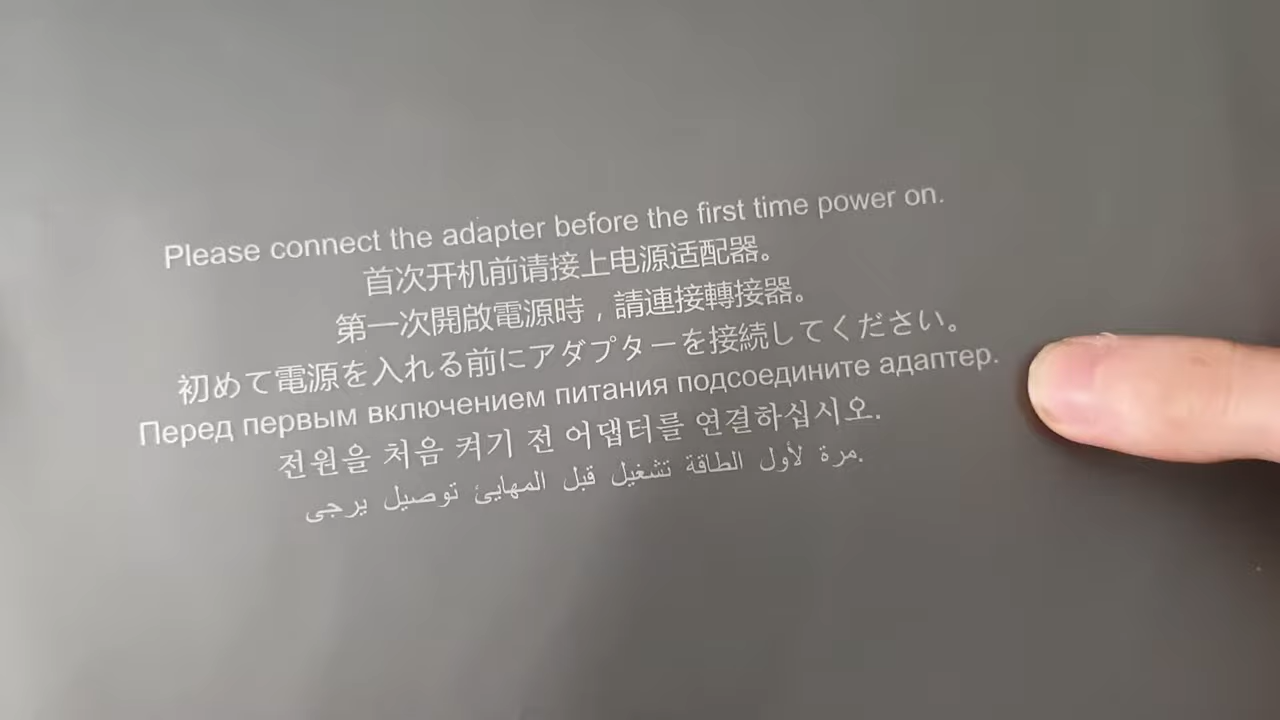 Please connect the adapter before the first time power on.
首次开机前请接上电源适配器。
第一次開啟電源時，請連接轉接器。
初めて電源を入れる前にアダプターを接続してください。
Перед первым включением питания подсоедините адаптер.
전원을 처음 켜기 전 어댑터를 연결하십시오.
.مرة لأول الطاقة تشغيل قبل المهايئ توصيل يرجى